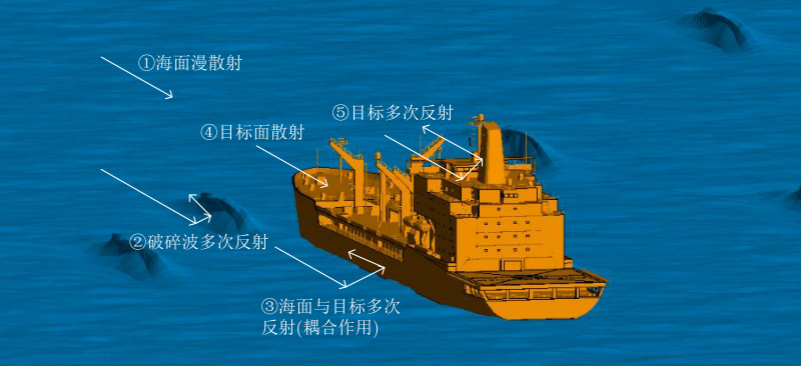 ①海面漫散射
⑤目标多次反射
④目标面散射
②破碎波多次反射
③海面与目标多次
反射(耦合作用)